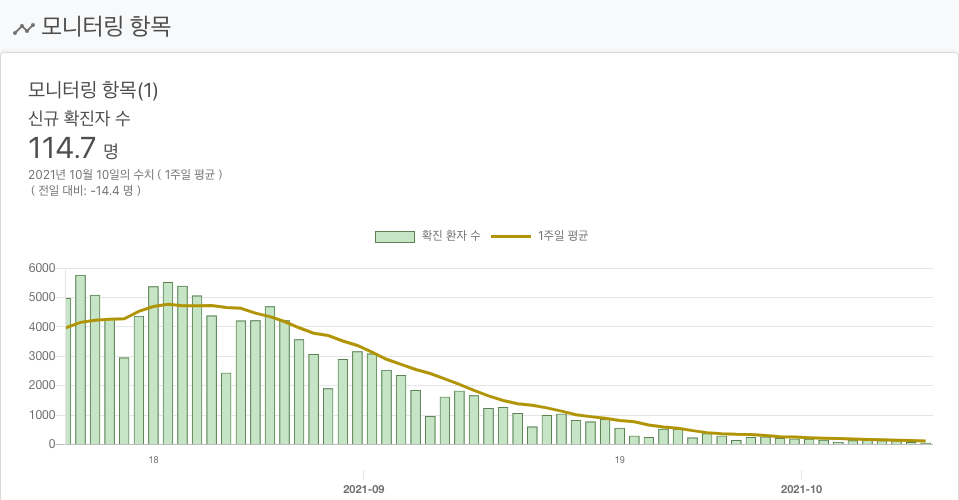 모니터링 항목
모니터링 항목(1)
신규 확진자 수
114.7 명
2021년 10월 10일의 수치 ( 1주일 평균 )
( 전일 대비: -14.4 명 )
확진 환자 수 1주일 평균
6000
5000
4000
3000
2000
1000
0
18 19
2021-09 2021-10